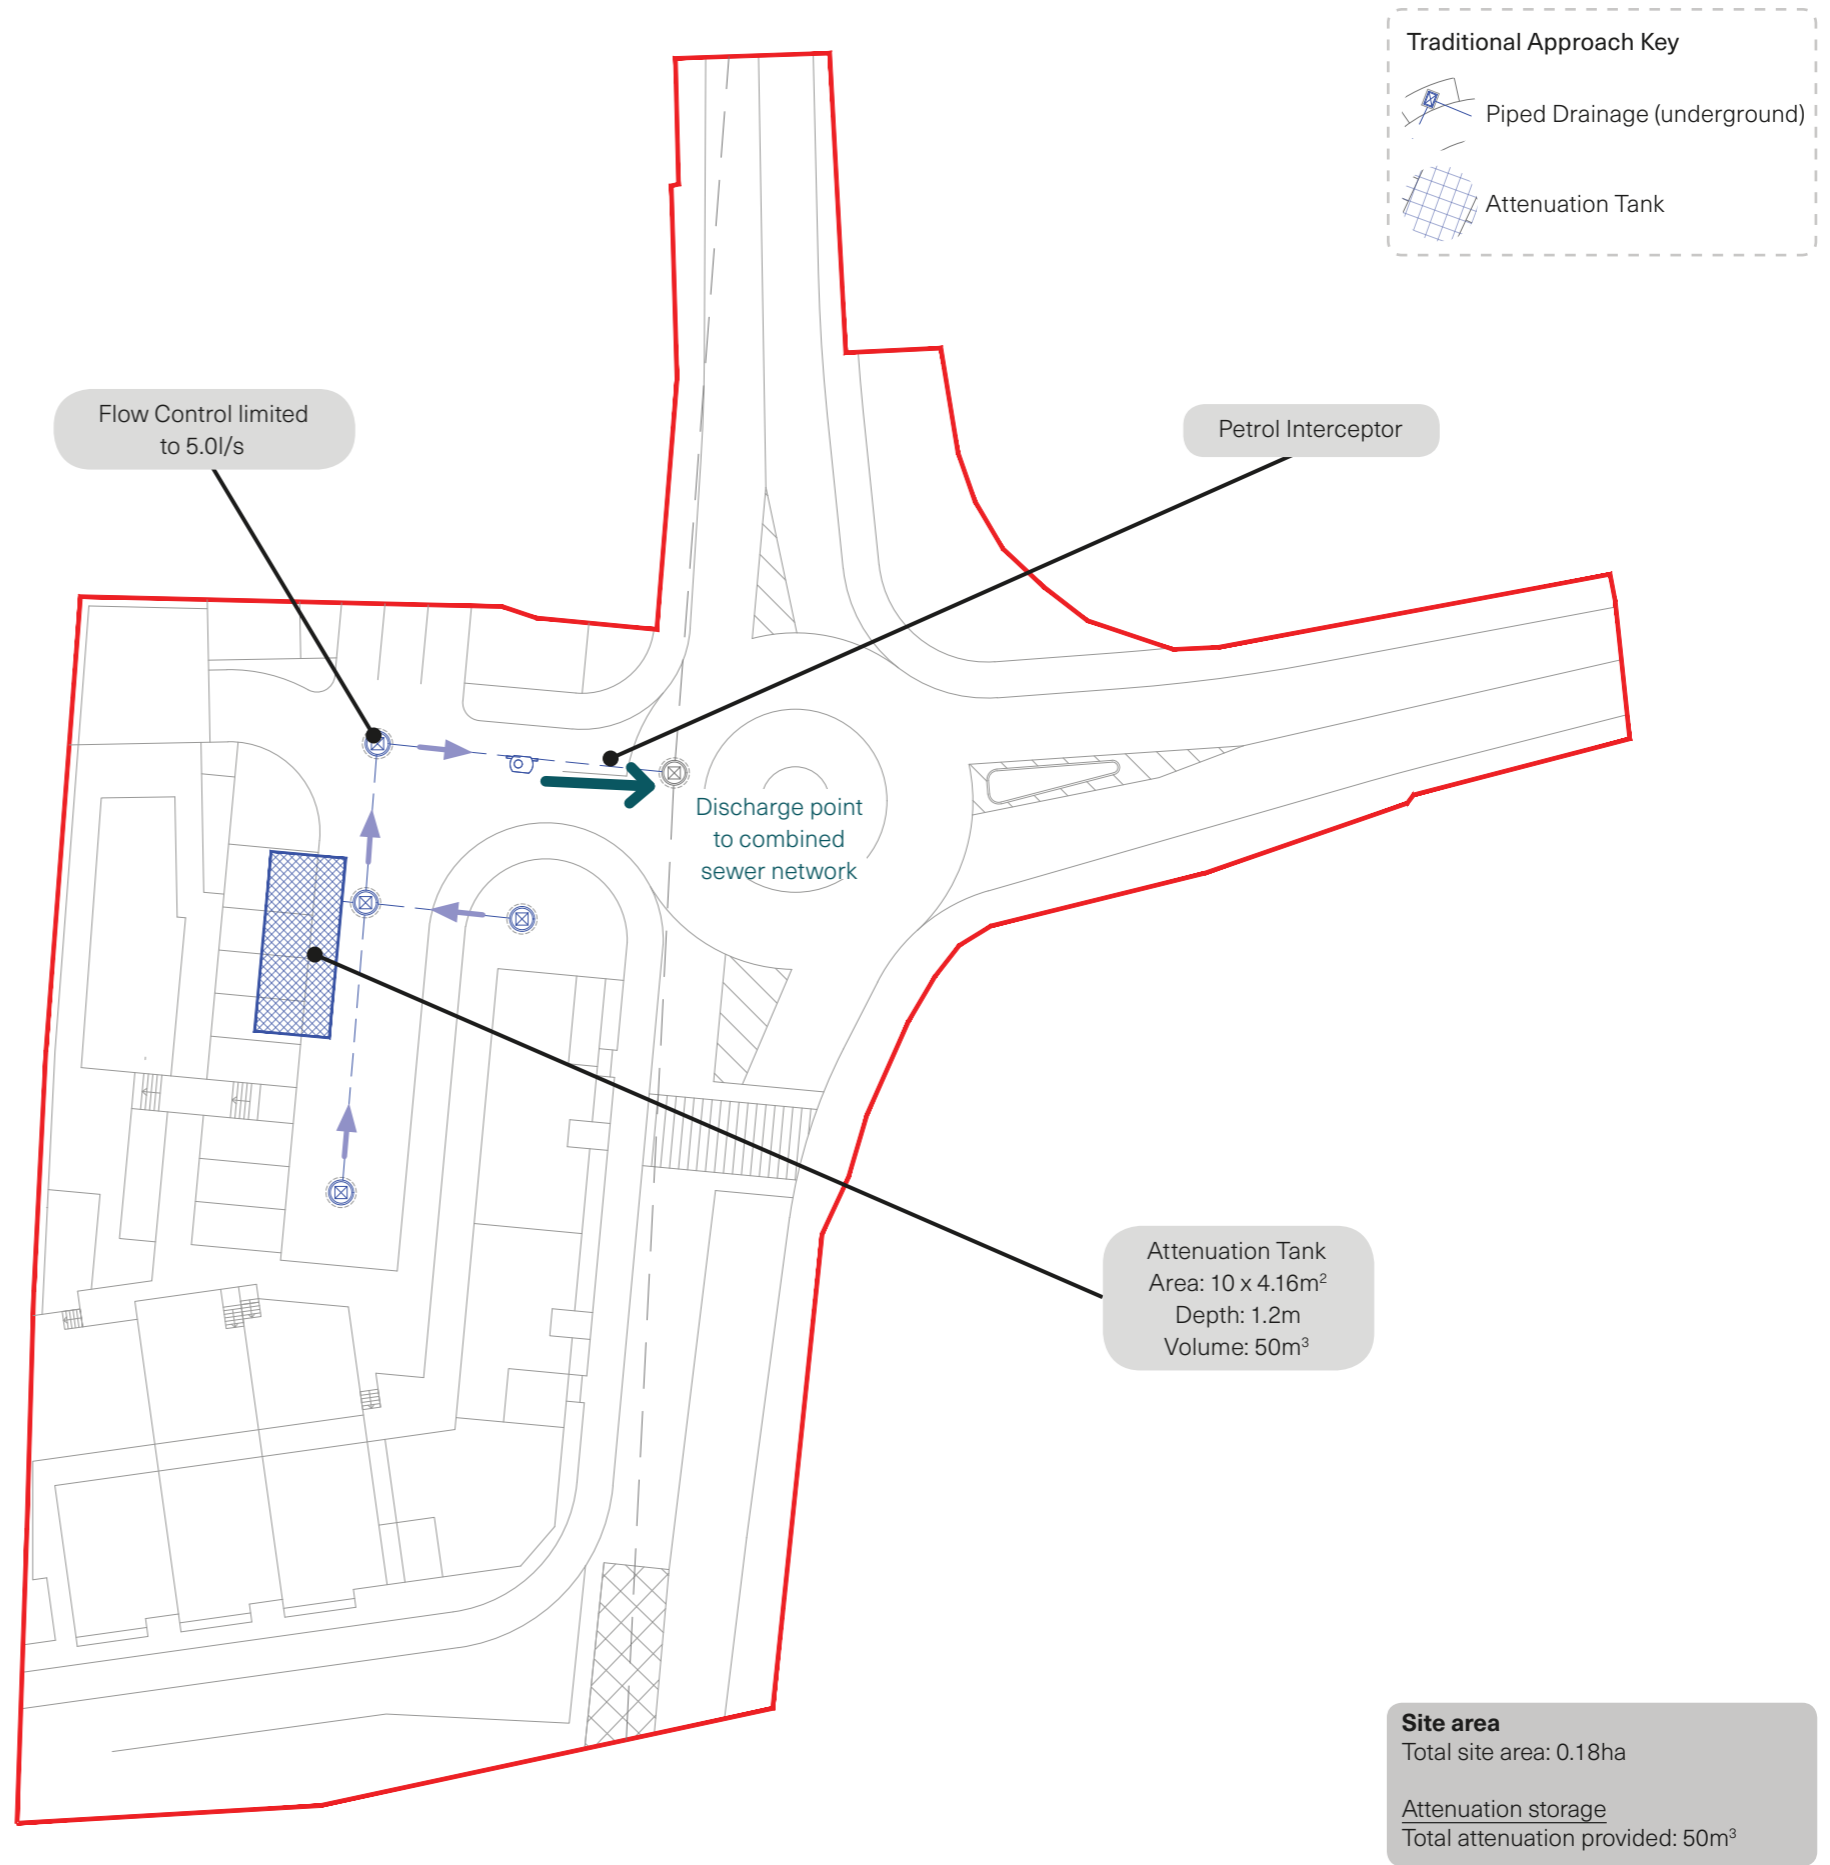 Traditional Approach Key
Piped Drainage (underground)
Attenuation Tank
Flow Control limited
to 5.0l/s
Petrol Interceptor
Discharge point
to combined
sewer network
Attenuation Tank
Area: 10 x 4.16m²
Depth: 1.2m
Volume: 50m³
Site area
Total site area: 0.18ha
Attenuation storage
Total attenuation provided: 50m³